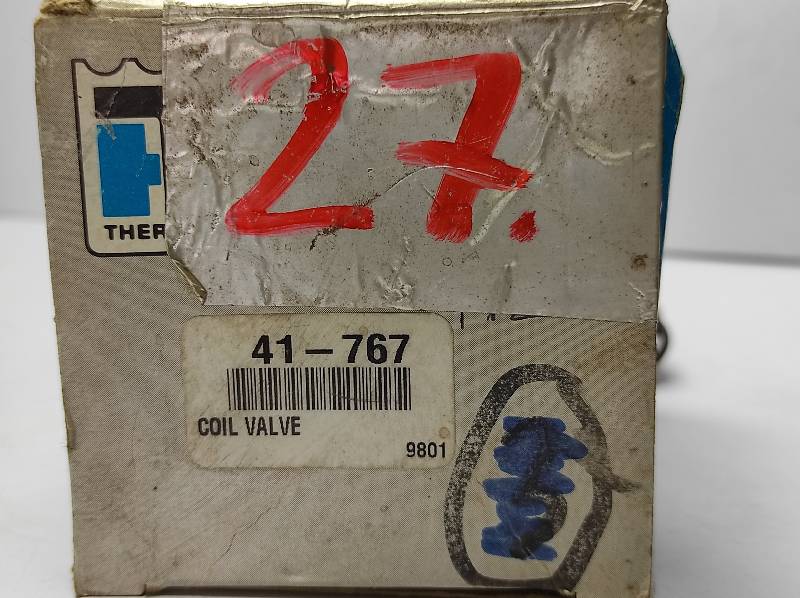 27.
THER
41-767
COIL VALVE
9801